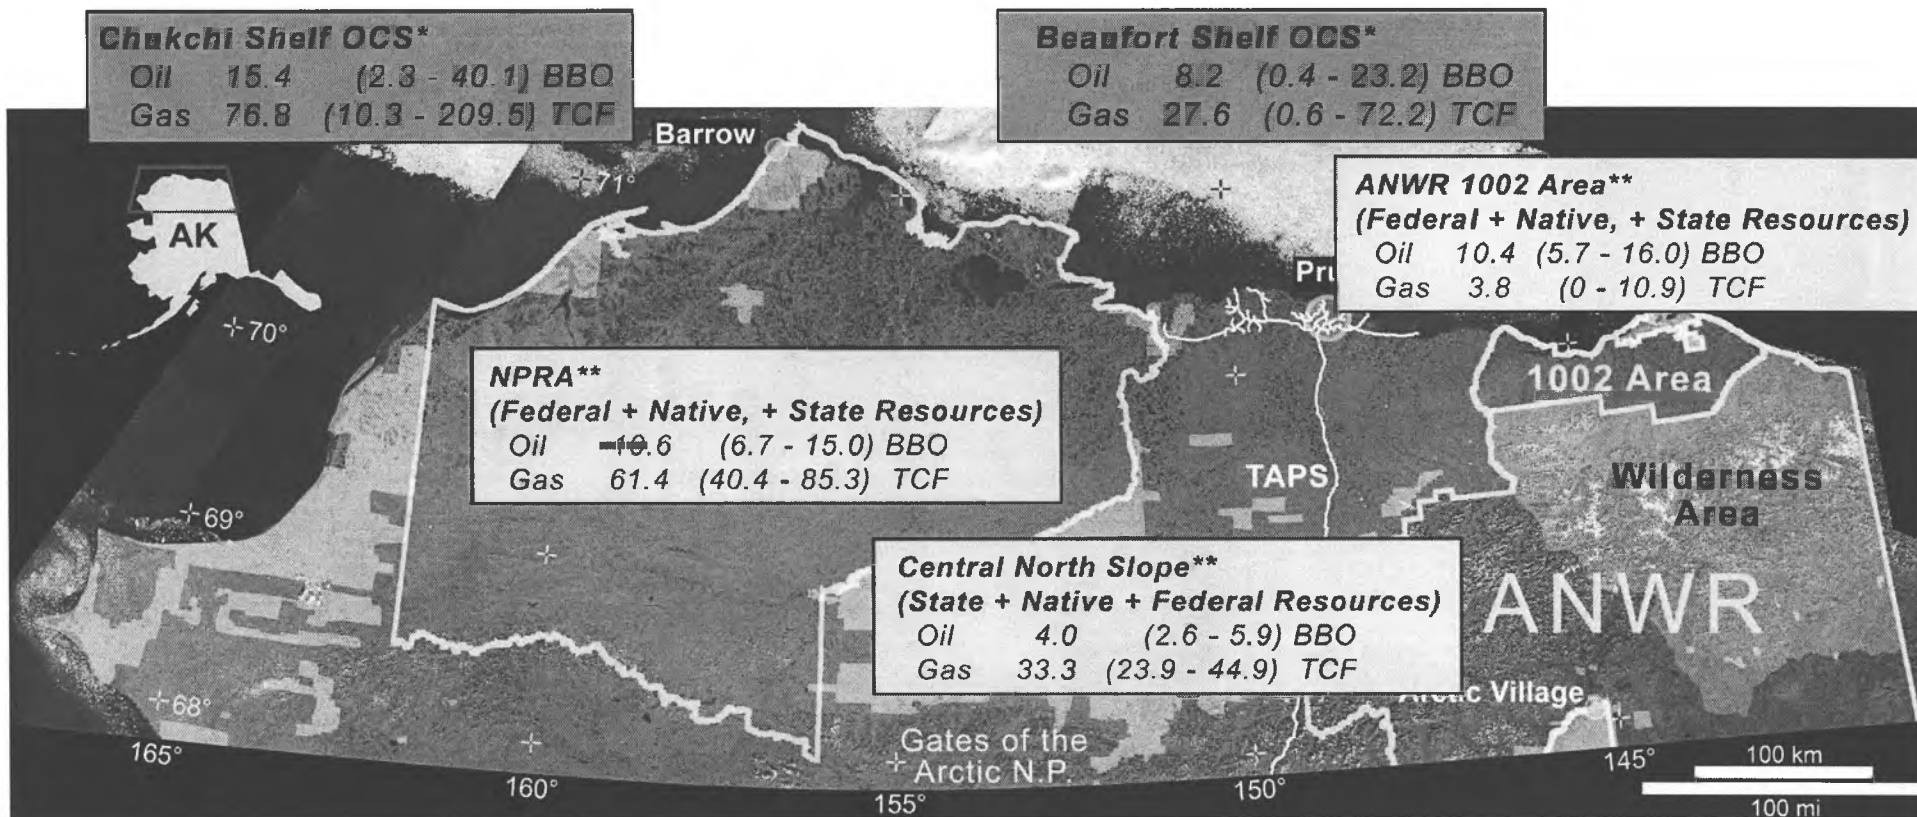 Chukchi Shelf OCS*
Oil 15.4 (2.3 - 40.1) BBO
Gas 76.8 (10.3 - 209.5) TCF
Beaufort Shelf OCS*
Oil 8.2 (0.4 - 23.2) BBO
Gas 27.6 (0.6 - 72.2) TCF
Barrow
71°
ANWR 1002 Area**
(Federal + Native, + State Resources)
Oil 10.4 (5.7 - 16.0) BBO
Gas 3.8 (0 - 10.9) TCF
AK
Pru
70°
NPRA**
(Federal + Native, + State Resources)
Oil 10.6 (6.7 - 15.0) BBO
Gas 61.4 (40.4 - 85.3) TCF
1002 Area
TAPS
Wilderness
Area
69°
Central North Slope**
(State + Native + Federal Resources)
Oil 4.0 (2.6 - 5.9) BBO
Gas 33.3 (23.9 - 44.9) TCF
ANWR
68°
Arctic Village
Gates of the
Arctic N.P.
165°
160°
155°
150°
145°
100 km
100 mi